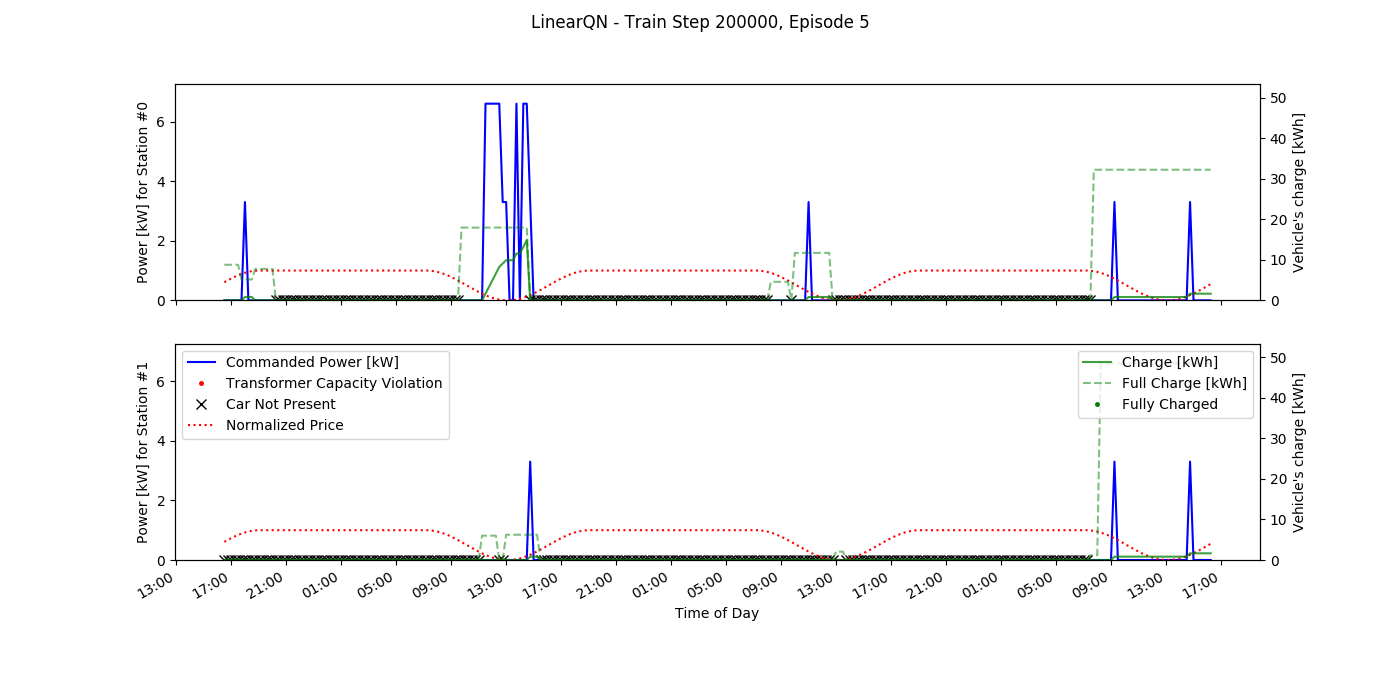 LinearQN - Train Step 200000, Episode 5
Power [kW] for Station #0
6
4
2
0
50
40
30
20
10
0
Vehicle's charge [kWh]
Power [kW] for Station #1
6
4
2
0
Commanded Power [kW]
Transformer Capacity Violation
Car Not Present
Normalized Price
Charge [kWh]
Full Charge [kWh]
Fully Charged
50
40
30
20
10
0
Vehicle's charge [kWh]
13:00 17:00 21:00 01:00 05:00 09:00 13:00 17:00 21:00 01:00 05:00 09:00 13:00 17:00 21:00 01:00 05:00 09:00 13:00 17:00
Time of Day